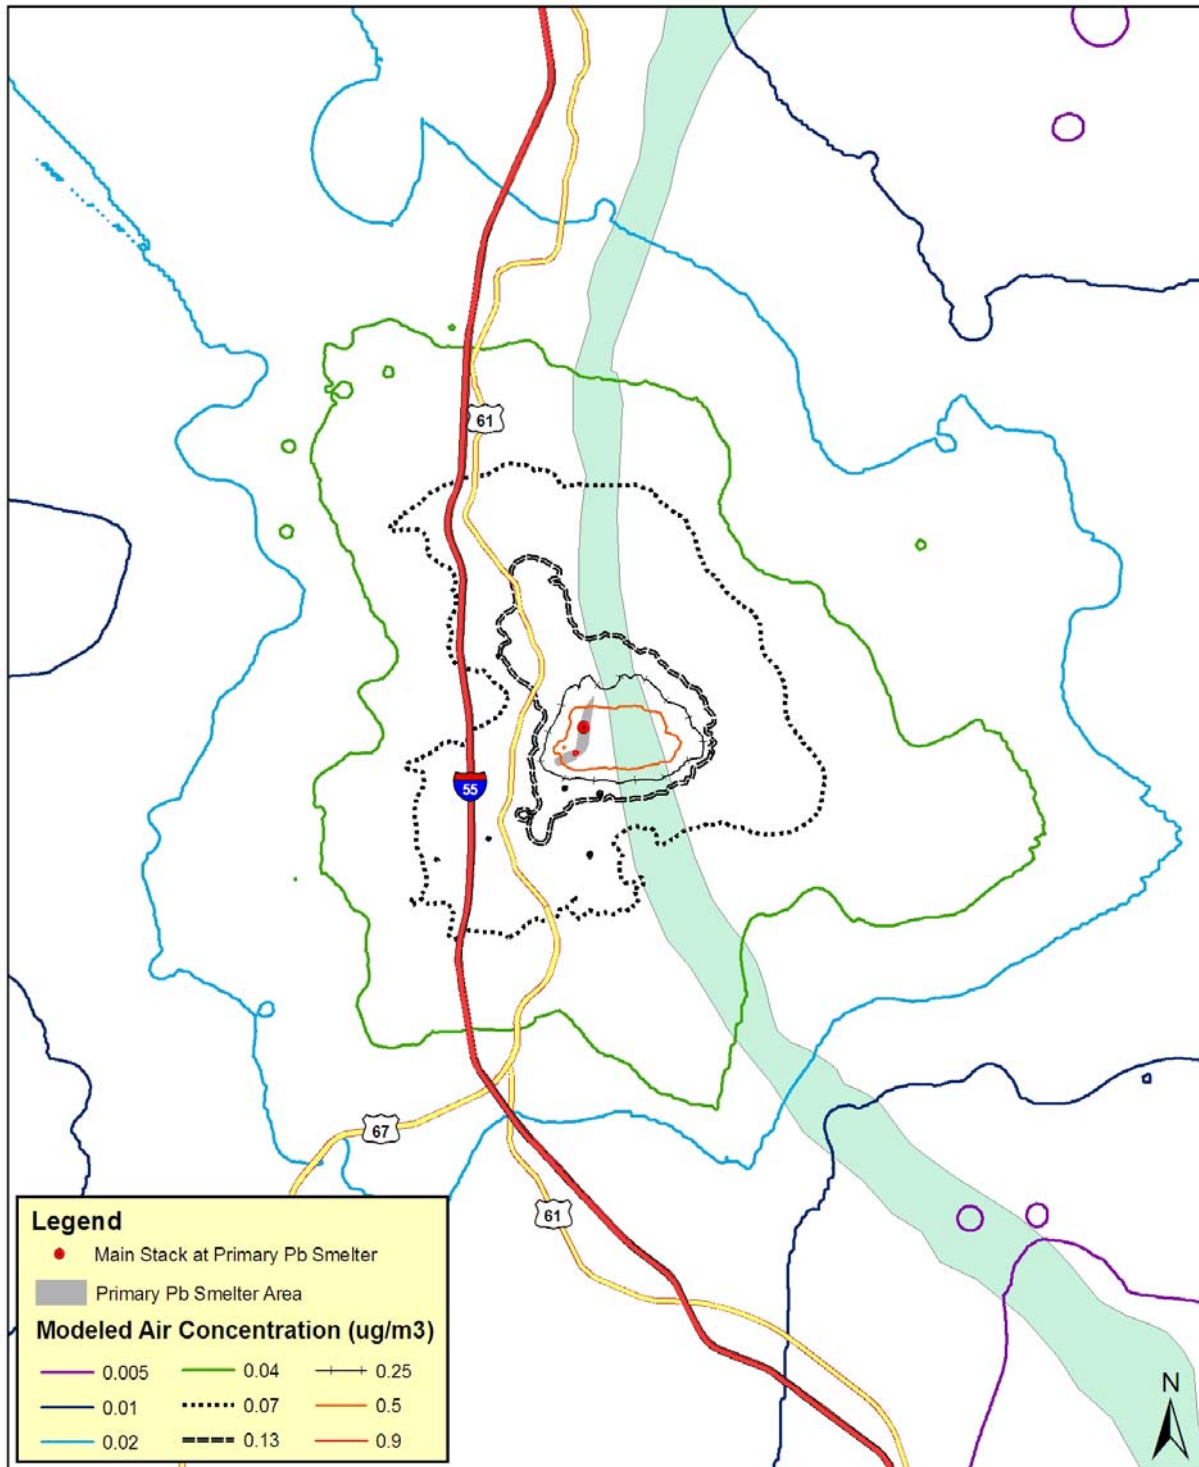 61
55
67
61
N
Legend
Main Stack at Primary Pb Smelter
Primary Pb Smelter Area
Modeled Air Concentration (ug/m3)
0.005 0.04 0.25
0.01 0.07 0.5
0.02 0.13 0.9